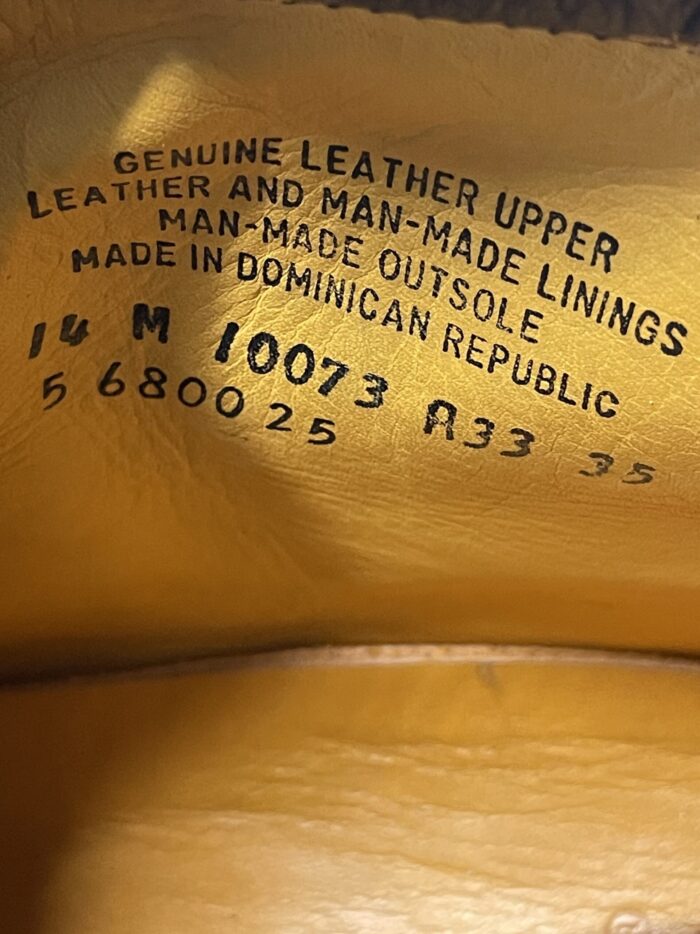 GENUINE LEATHER UPPER
LEATHER AND MAN-MADE LININGS
MAN-MADE OUTSOLE
MADE IN DOMINICAN REPUBLIC
14 M 10073 A33 35
5 680025